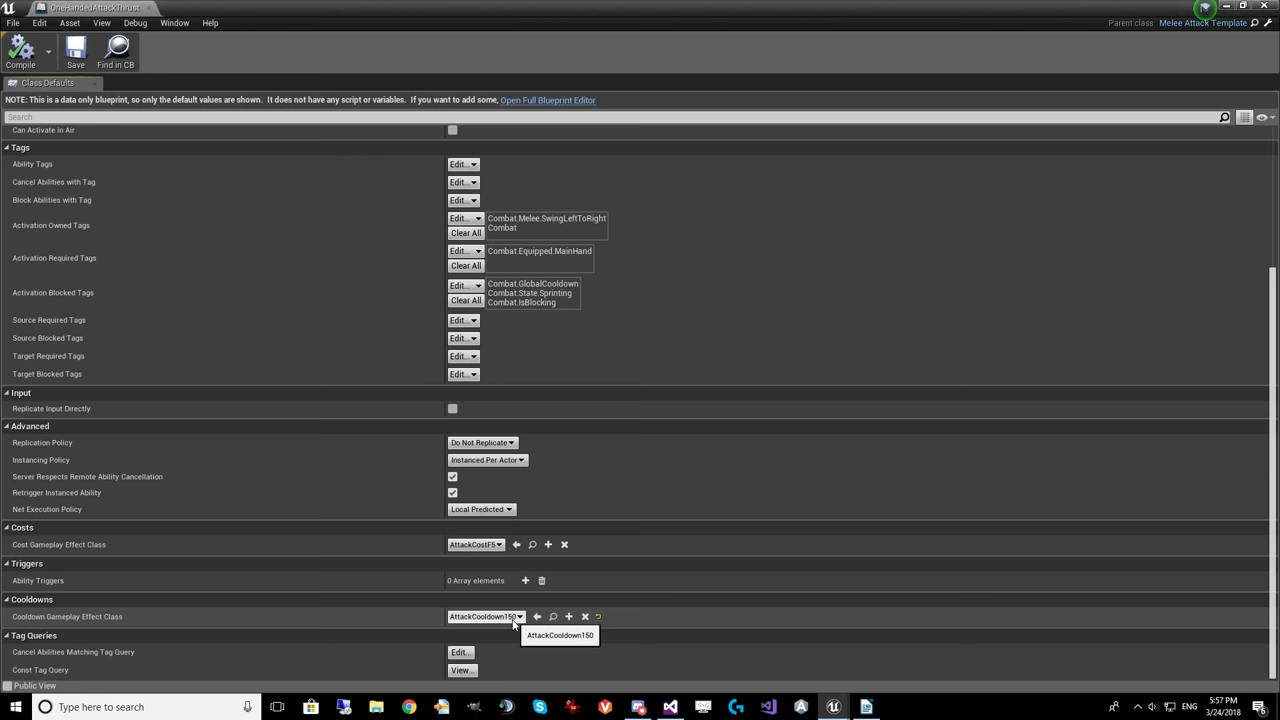 OneHandedAttackThrust
File Edit Asset View Debug Window Help
Parent class: Melee Attack Template
Compile Save Find in CB
Class Defaults
NOTE: This is a data only blueprint, so only the default values are shown. It does not have any script or variables. If you want to add some, Open Full Blueprint Editor
Search
Can Activate in Air
Tags
Ability Tags Edit...
Cancel Abilities with Tag Edit...
Block Abilities with Tag Edit...
Activation Owned Tags Edit... Clear All
Combat.Melee.SwingLeftToRight
Combat
Activation Required Tags Edit... Clear All
Combat.Equipped.MainHand
Activation Blocked Tags Edit... Clear All
Combat.GlobalCooldown
Combat.State.Sprinting
Combat.IsBlocking
Source Required Tags Edit...
Source Blocked Tags Edit...
Target Required Tags Edit...
Target Blocked Tags Edit...
Input
Replicate Input Directly
Advanced
Replication Policy Do Not Replicate
Instancing Policy Instanced Per Actor
Server Respects Remote Ability Cancellation
Retrigger Instanced Ability
Net Execution Policy Local Predicted
Costs
Cost Gameplay Effect Class AttackCostF5
Triggers
Ability Triggers 0 Array elements
Cooldowns
Cooldown Gameplay Effect Class AttackCooldown150
AttackCooldown150
Tag Queries
Cancel Abilities Matching Tag Query Edit...
Const Tag Query View...
Public View
Type here to search
ENG
5:57 PM
3/24/2018